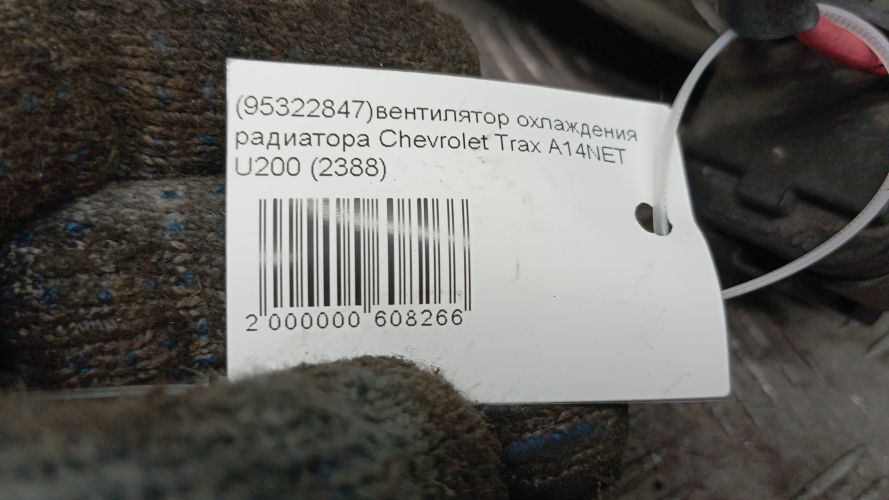 (95322847)вентилятор охлаждения
радиатора Chevrolet Trax A14NET
U200 (2388)
2 000000 608266